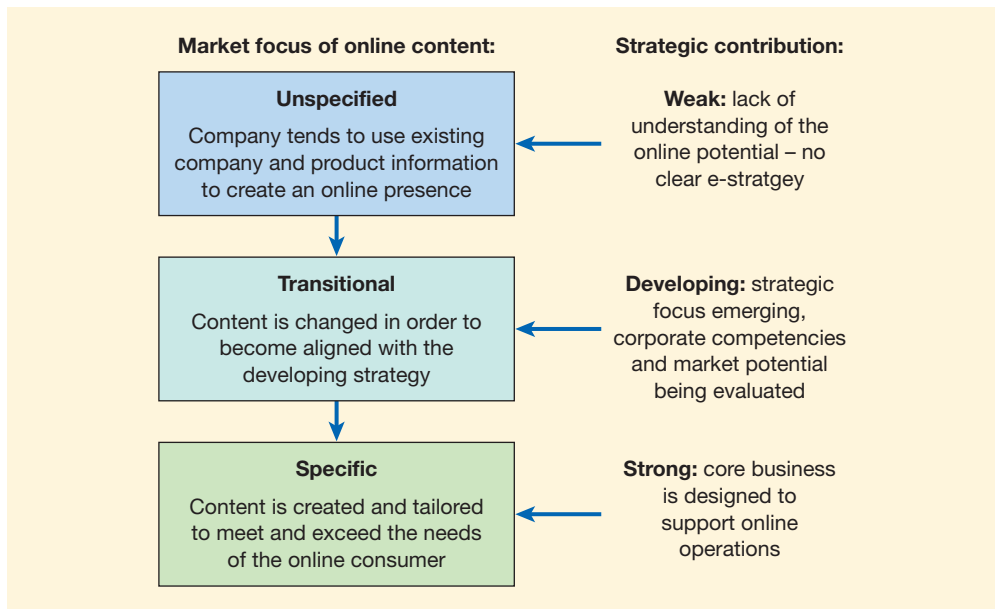 Market focus of online content:
Strategic contribution:
Unspecified
Company tends to use existing
company and product information
to create an online presence
Weak: lack of
understanding of the
online potential – no
clear e-stratgey
Transitional
Content is changed in order to
become aligned with the
developing strategy
Developing: strategic
focus emerging,
corporate competencies
and market potential
being evaluated
Specific
Content is created and tailored
to meet and exceed the needs
of the online consumer
Strong: core business
is designed to
support online
operations